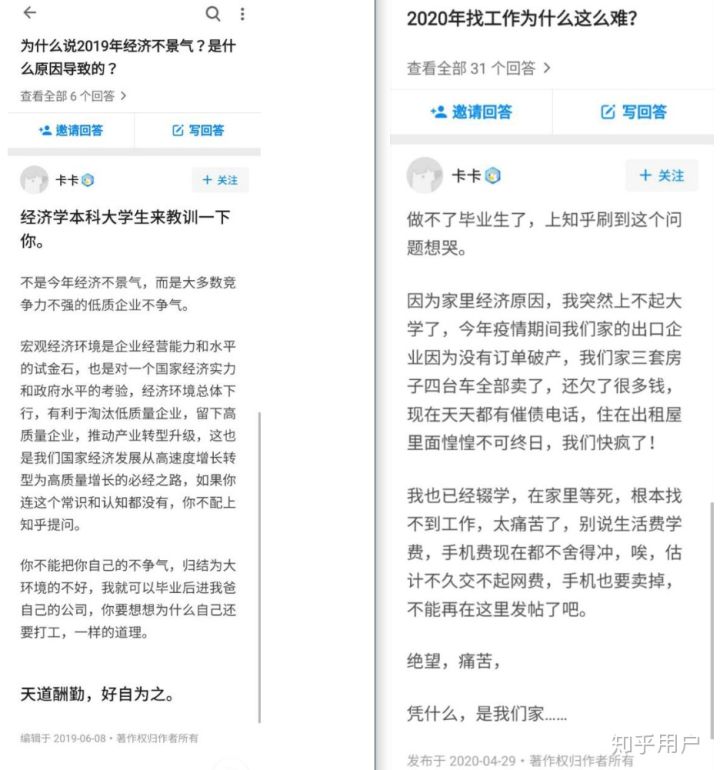 为什么说2019年经济不景气？是什
么原因导致的？
查看全部 6 个回答 >
邀请回答
写回答
卡卡
+ 关注
经济学本科大学生来教训一下
你。
不是今年经济不景气，而是大多数竞
争力不强的低质企业不争气。
宏观经济环境是企业经营能力和水平
的试金石，也是对一个国家经济实力
和政府水平的考验，经济环境总体下
行，有利于淘汰低质量企业，留下高
质量企业，推动产业转型升级，这也
是我们国家经济发展从高速度增长转
型为高质量增长的必经之路，如果你
连这个常识和认知都没有，你不配上
知乎提问。
你不能把你自己的不争气，归结为大
环境的不好，我就可以毕业后进我爸
自己的公司，你要想想为什么自己还
要打工，一样的道理。
天道酬勤，好自为之。
编辑于 2019-06-08・著作权归作者所有
2020年找工作为什么这么难？
查看全部 31 个回答 >
邀请回答
写回答
卡卡
+ 关注
做不了毕业生了，上知乎刷到这个问
题想哭。
因为家里经济原因，我突然上不起大
学了，今年疫情期间我们家的出口企
业因为没有订单破产，我们家三套房
子四台车全部卖了，还欠了很多钱，
现在天天都有催债电话，住在出租屋
里面惶惶不可终日，我们快疯了！
我也已经辍学，在家里等死，根本找
不到工作，太痛苦了，别说生活费学
费，手机费现在都不舍得冲，唉，估
计不久交不起网费，手机也要卖掉，
不能再在这里发帖了吧。
绝望，痛苦，
凭什么，是我们家......
发布于 2020-04-29・著作权归作者所有
知乎用户